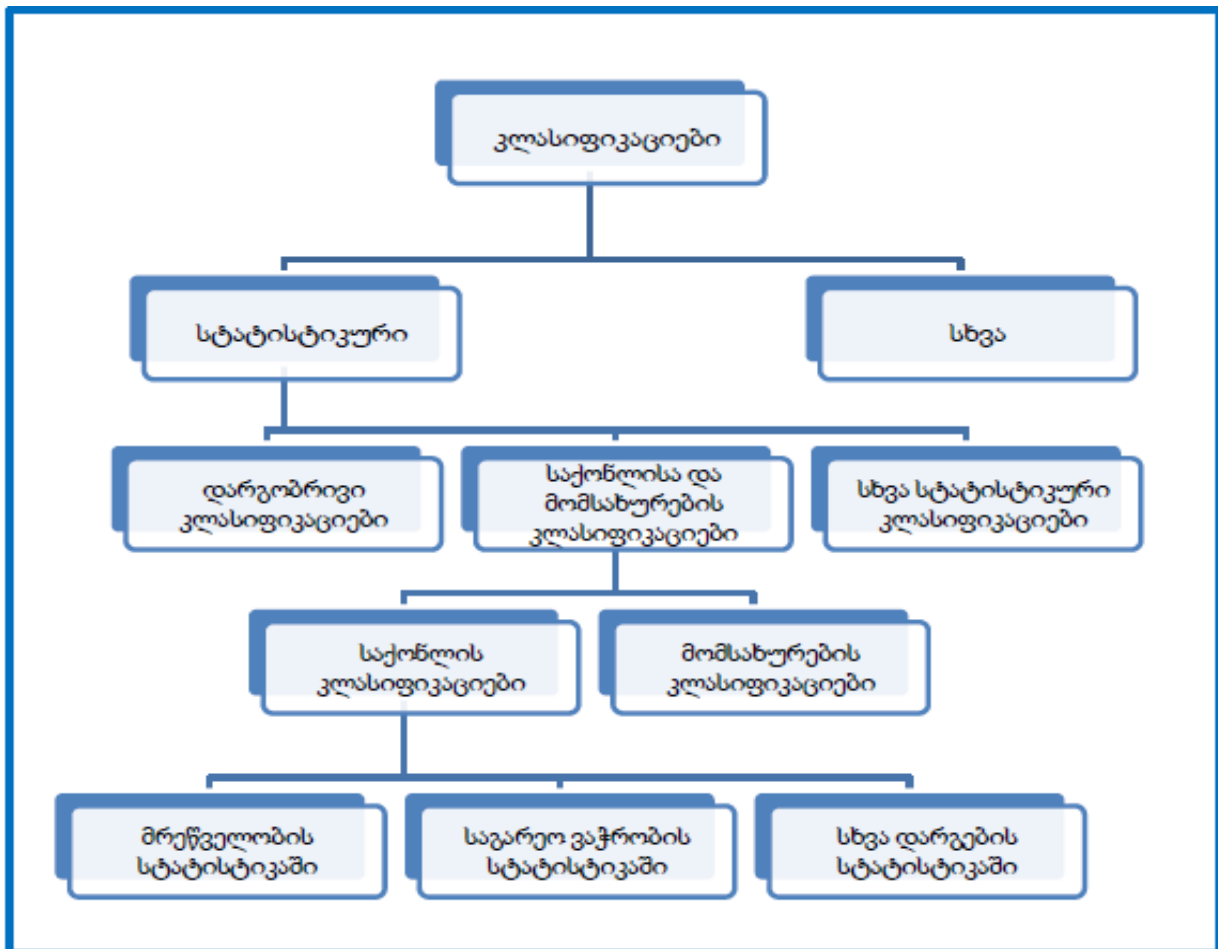 კლასიფიკაციები
სტატისტიკური
სხვა
დარგობრივი
კლასიფიკაციები
საქონლისა და
მომსახურების
კლასიფიკაციები
სხვა სტატისტიკური
კლასიფიკაციები
საქონლის
კლასიფიკაციები
მომსახურების
კლასიფიკაციები
მრეწველობის
სტატისტიკაში
საგარეო ვაჭრობის
სტატისტიკაში
სხვა დარგების
სტატისტიკაში